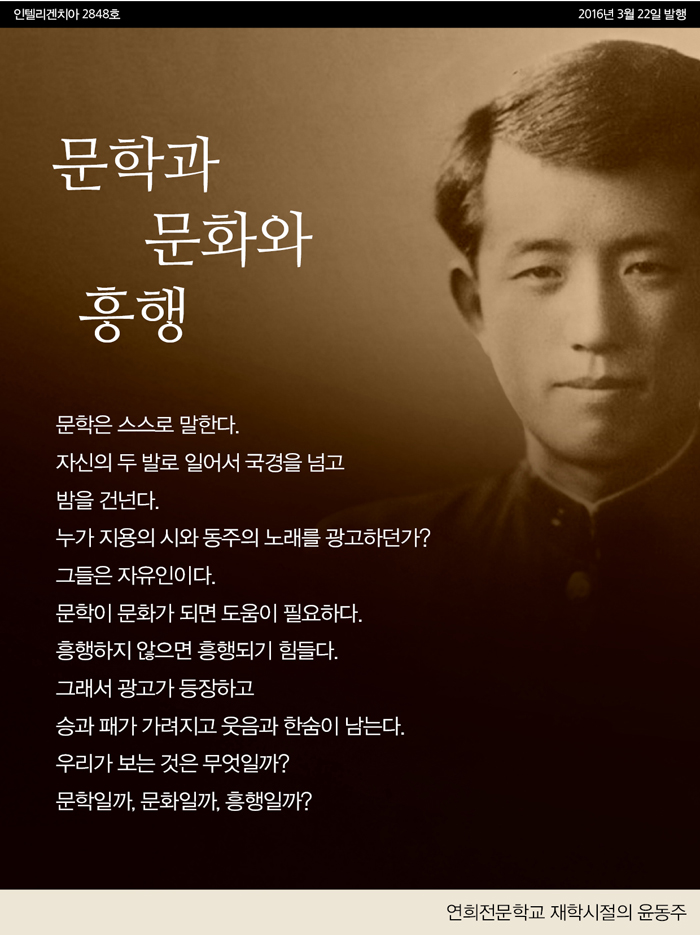 인텔리겐치아 2848호
2016년 3월 22일 발행
문학과
문화와
흥행
문학은 스스로 말한다.
자신의 두 발로 일어서 국경을 넘고
밤을 건넌다.
누가 지용의 시와 동주의 노래를 광고하던가?
그들은 자유인이다.
문학이 문화가 되면 도움이 필요하다.
흥행하지 않으면 흥행되기 힘들다.
그래서 광고가 등장하고
승과 패가 가려지고 웃음과 한숨이 남는다.
우리가 보는 것은 무엇일까?
문학일까, 문화일까, 흥행일까?
연희전문학교 재학시절의 윤동주